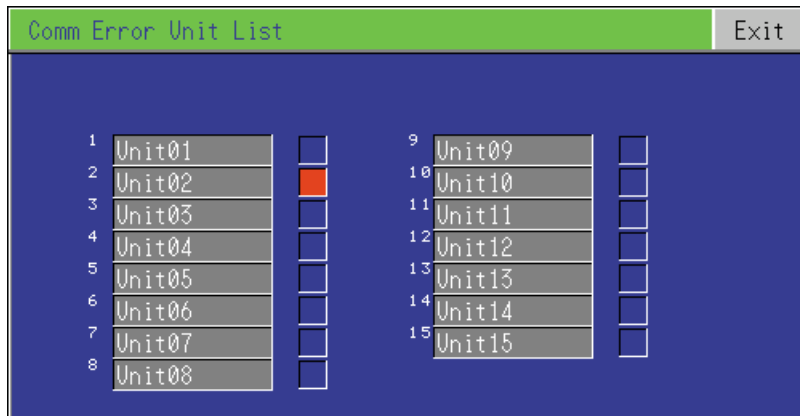 Comm Error Unit List Exit
1 Unit01
2 Unit02
3 Unit03
4 Unit04
5 Unit05
6 Unit06
7 Unit07
8 Unit08
9 Unit09
10 Unit10
11 Unit11
12 Unit12
13 Unit13
14 Unit14
15 Unit15